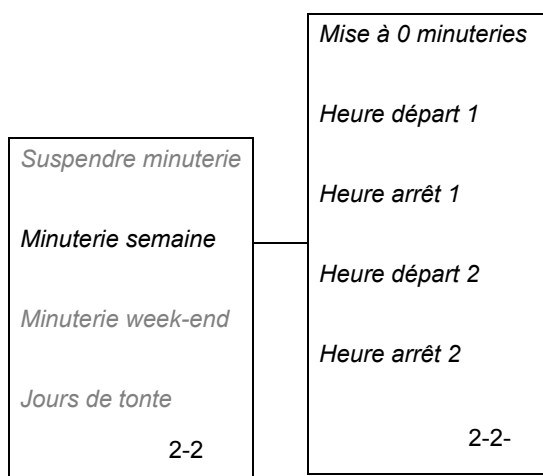 Suspendre minuterie
Minuterie semaine
Minuterie week-end
Jours de tonte
2-2
Mise à 0 minuteries
Heure départ 1
Heure arrêt 1
Heure départ 2
Heure arrêt 2
2-2-